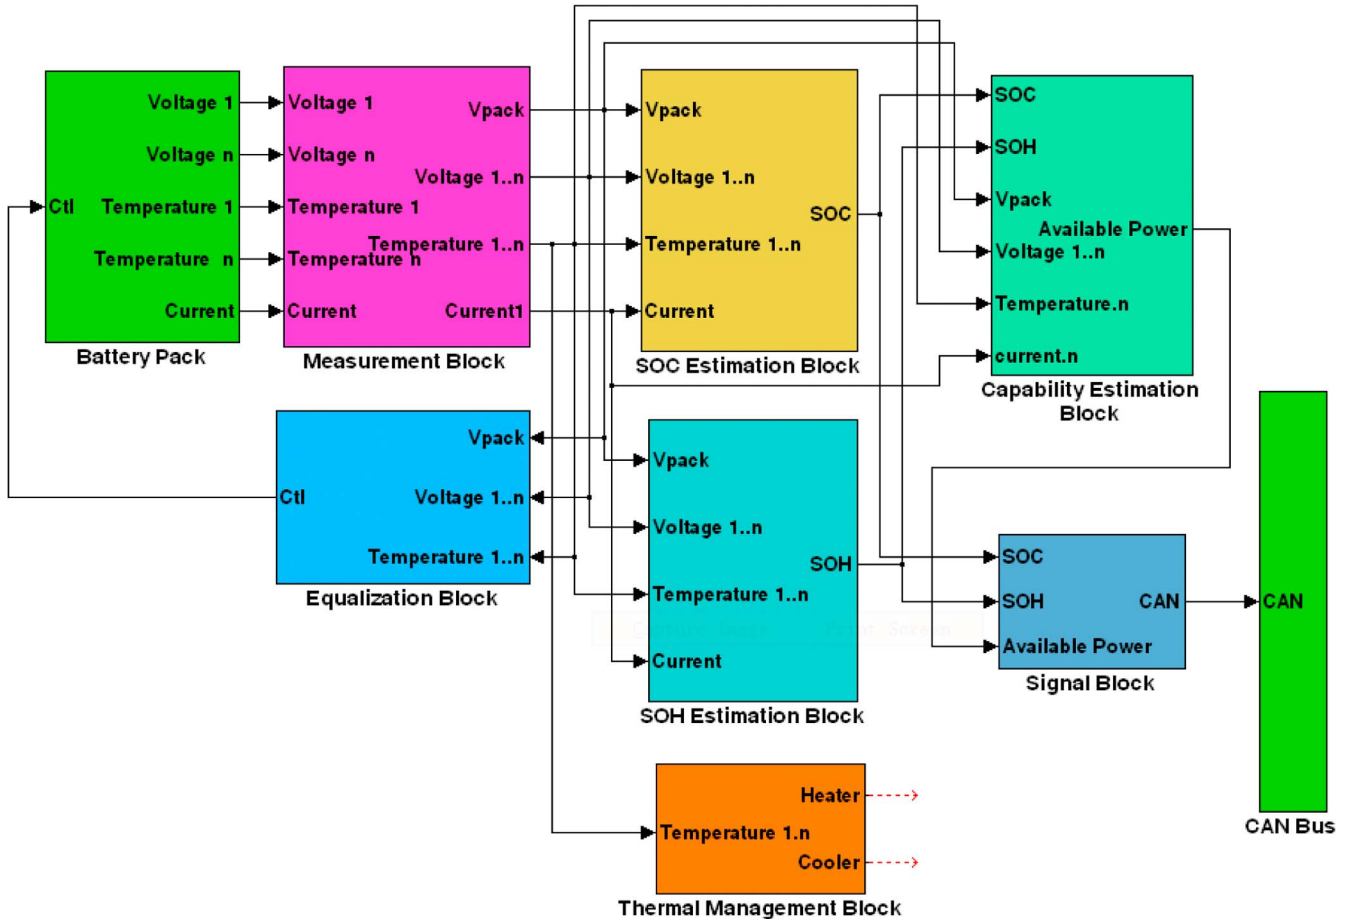 Voltage 1
Voltage n
Ctl
Temperature 1
Temperature n
Current
Battery Pack
Voltage 1
Vpack
Voltage n
Voltage 1..n
Temperature 1
Temperature 1..n
Temperature n
Current
Current1
Measurement Block
Vpack
Voltage 1..n
SOC
Temperature 1..n
Current
SOC Estimation Block
SOC
SOH
Vpack
Available Power
Voltage 1..n
Temperature.n
current.n
Capability Estimation
Block
Vpack
Ctl
Voltage 1..n
Temperature 1..n
Equalization Block
Vpack
Voltage 1..n
SOH
Temperature 1..n
Current
SOH Estimation Block
SOC
SOH
CAN
Available Power
Signal Block
CAN
CAN Bus
Heater
Temperature 1.n
Cooler
Thermal Management Block